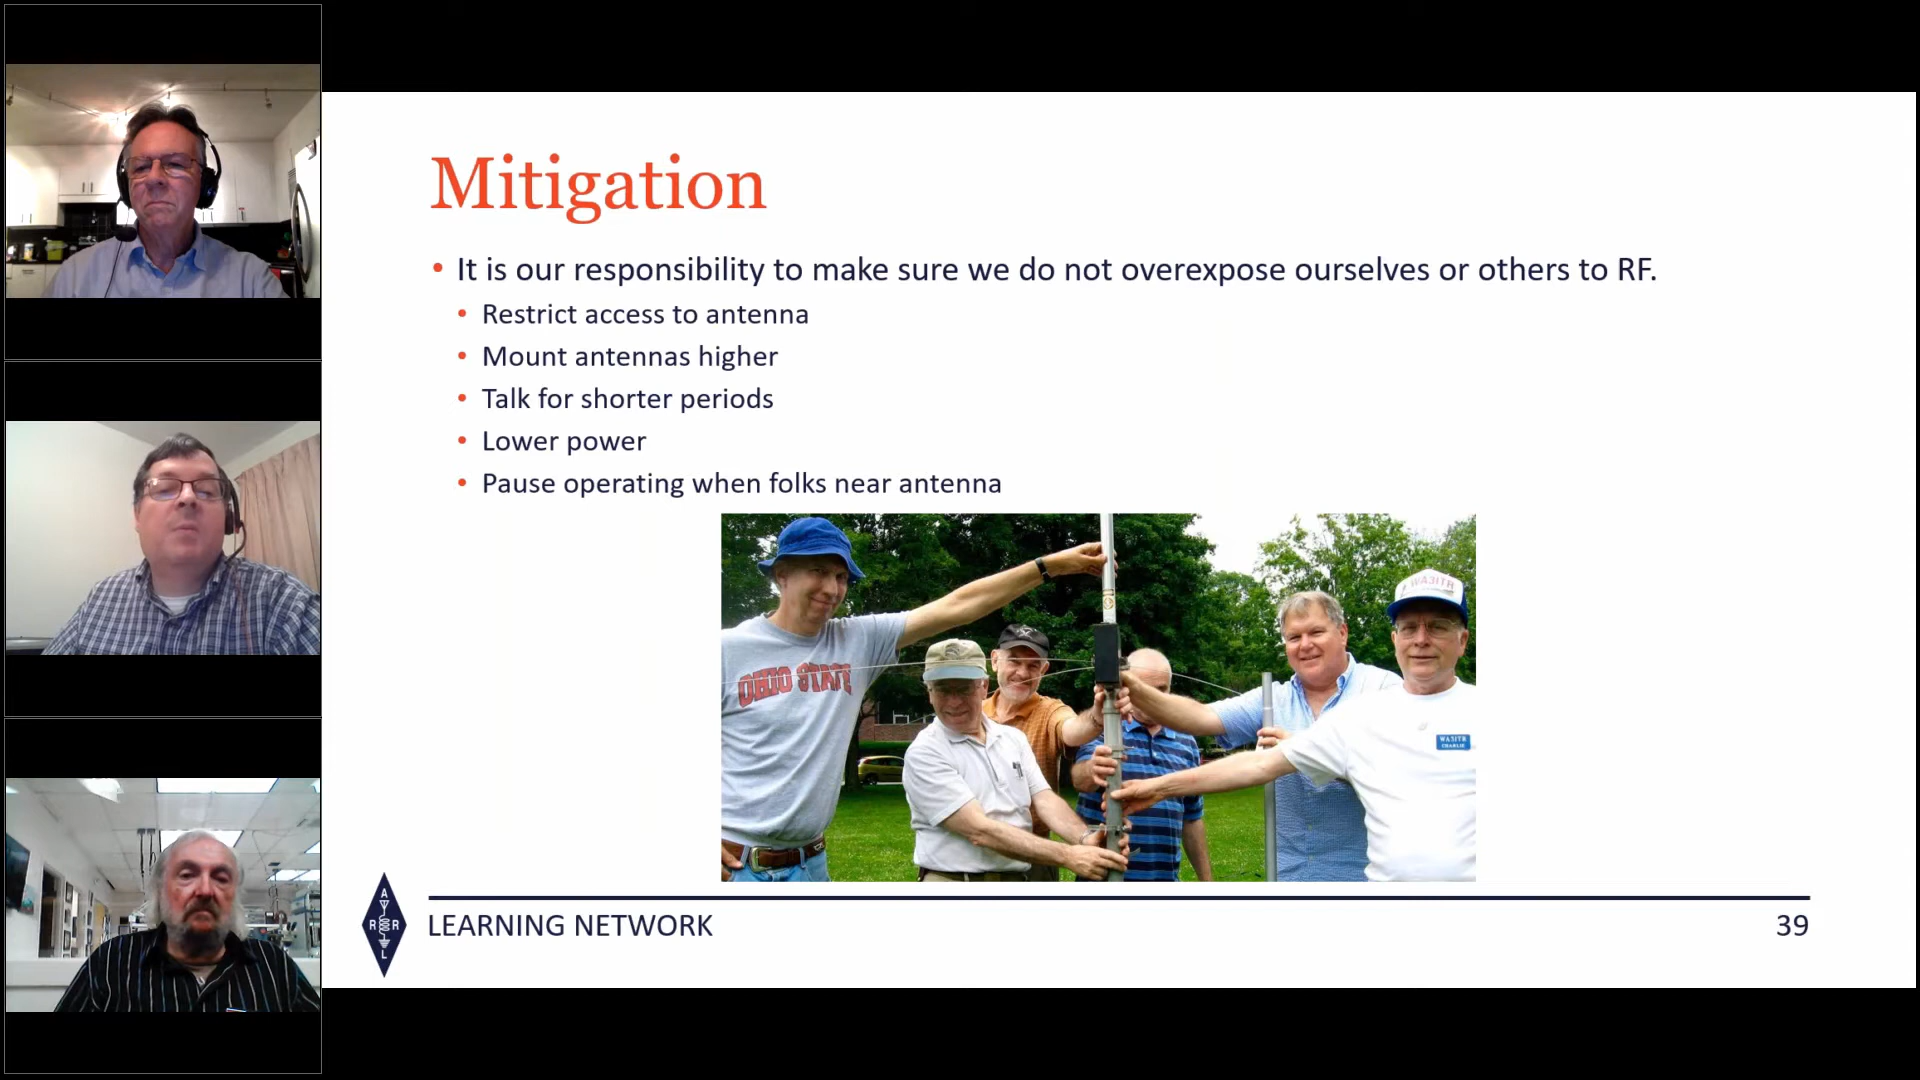 Mitigation
• It is our responsibility to make sure we do not overexpose ourselves or others to RF.
• Restrict access to antenna
• Mount antennas higher
• Talk for shorter periods
• Lower power
• Pause operating when folks near antenna
OHIO STATE
WA3ITR
WA3ITR
CHARLIE
A
R R
L
LEARNING NETWORK
39